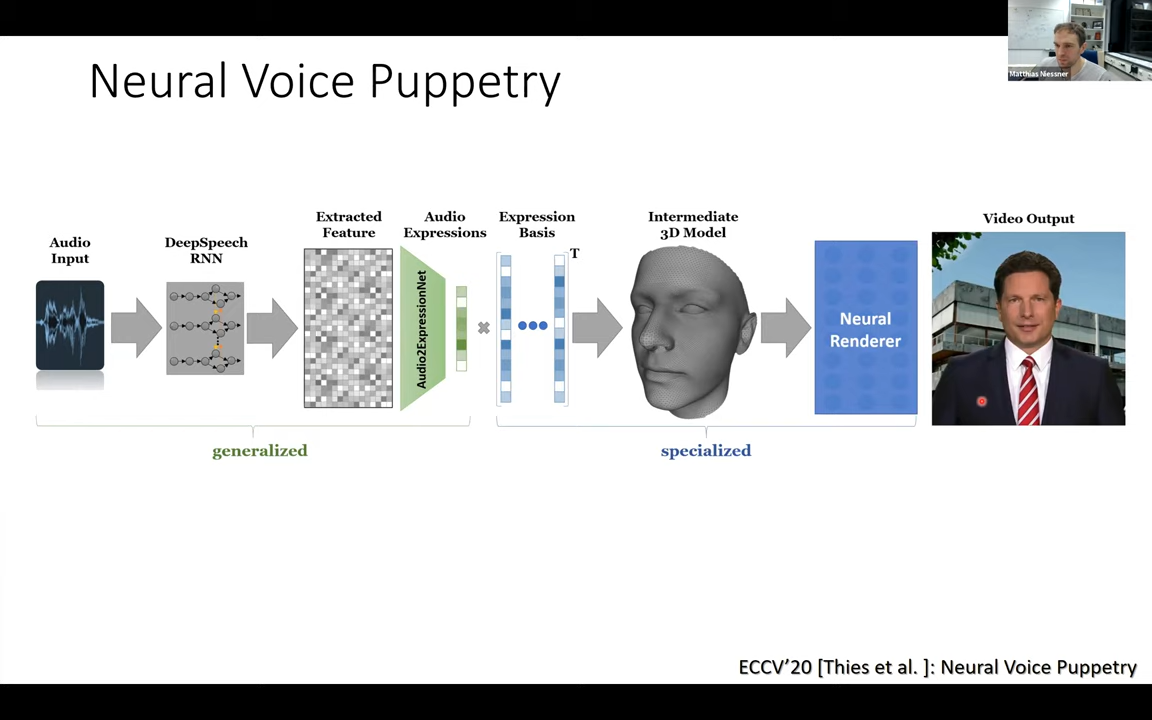 Neural Voice Puppetry
Matthias Niessner
Audio
Input
DeepSpeech
RNN
Extracted
Feature
Audio
Expressions
Expression
Basis
T
Intermediate
3D Model
Video Output
Audio2ExpressionNet
Neural
Renderer
generalized
specialized
ECCV’20 [Thies et al. ]: Neural Voice Puppetry